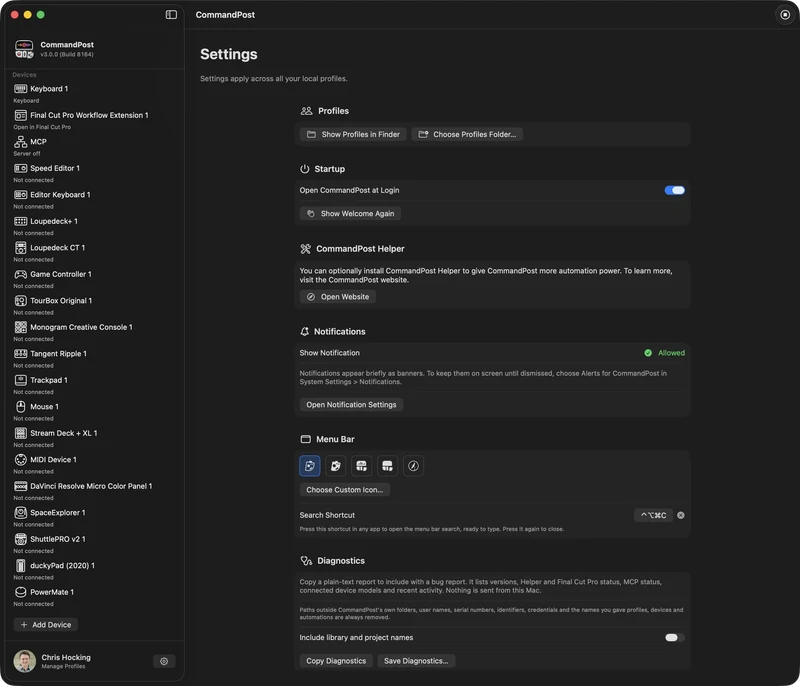 CommandPost
CommandPost
v3.0.0 (Build 8164)
Devices
Keyboard 1
Keyboard
Final Cut Pro Workflow Extension 1
Open in Final Cut Pro
MCP
Server off
Speed Editor 1
Not connected
Editor Keyboard 1
Not connected
Loupedeck+ 1
Not connected
Loupedeck CT 1
Not connected
Game Controller 1
Not connected
TourBox Original 1
Not connected
Monogram Creative Console 1
Not connected
Tangent Ripple 1
Not connected
Trackpad 1
Not connected
Mouse 1
Not connected
Stream Deck + XL 1
Not connected
MIDI Device 1
Not connected
DaVinci Resolve Micro Color Panel 1
Not connected
SpaceExplorer 1
Not connected
ShuttlePRO v2 1
Not connected
duckyPad (2020) 1
Not connected
PowerMate 1
Not connected
+ Add Device
Chris Hocking
Manage Profiles
Settings
Settings apply across all your local profiles.
Profiles
Show Profiles in Finder
Choose Profiles Folder...
Startup
Open CommandPost at Login
Show Welcome Again
CommandPost Helper
You can optionally install CommandPost Helper to give CommandPost more automation power. To learn more,
visit the CommandPost website.
Open Website
Notifications
Show Notification
Allowed
Notifications appear briefly as banners. To keep them on screen until dismissed, choose Alerts for CommandPost in
System Settings > Notifications.
Open Notification Settings
Menu Bar
Choose Custom Icon...
Search Shortcut
⌃⌥⌘C
Press this shortcut in any app to open the menu bar search, ready to type. Press it again to close.
Diagnostics
Copy a plain-text report to include with a bug report. It lists versions, Helper and Final Cut Pro status, MCP status,
connected device models and recent activity. Nothing is sent from this Mac.
Paths outside CommandPost's own folders, user names, serial numbers, identifiers, credentials and the names you gave profiles, devices and
automations are always removed.
Include library and project names
Copy Diagnostics
Save Diagnostics...